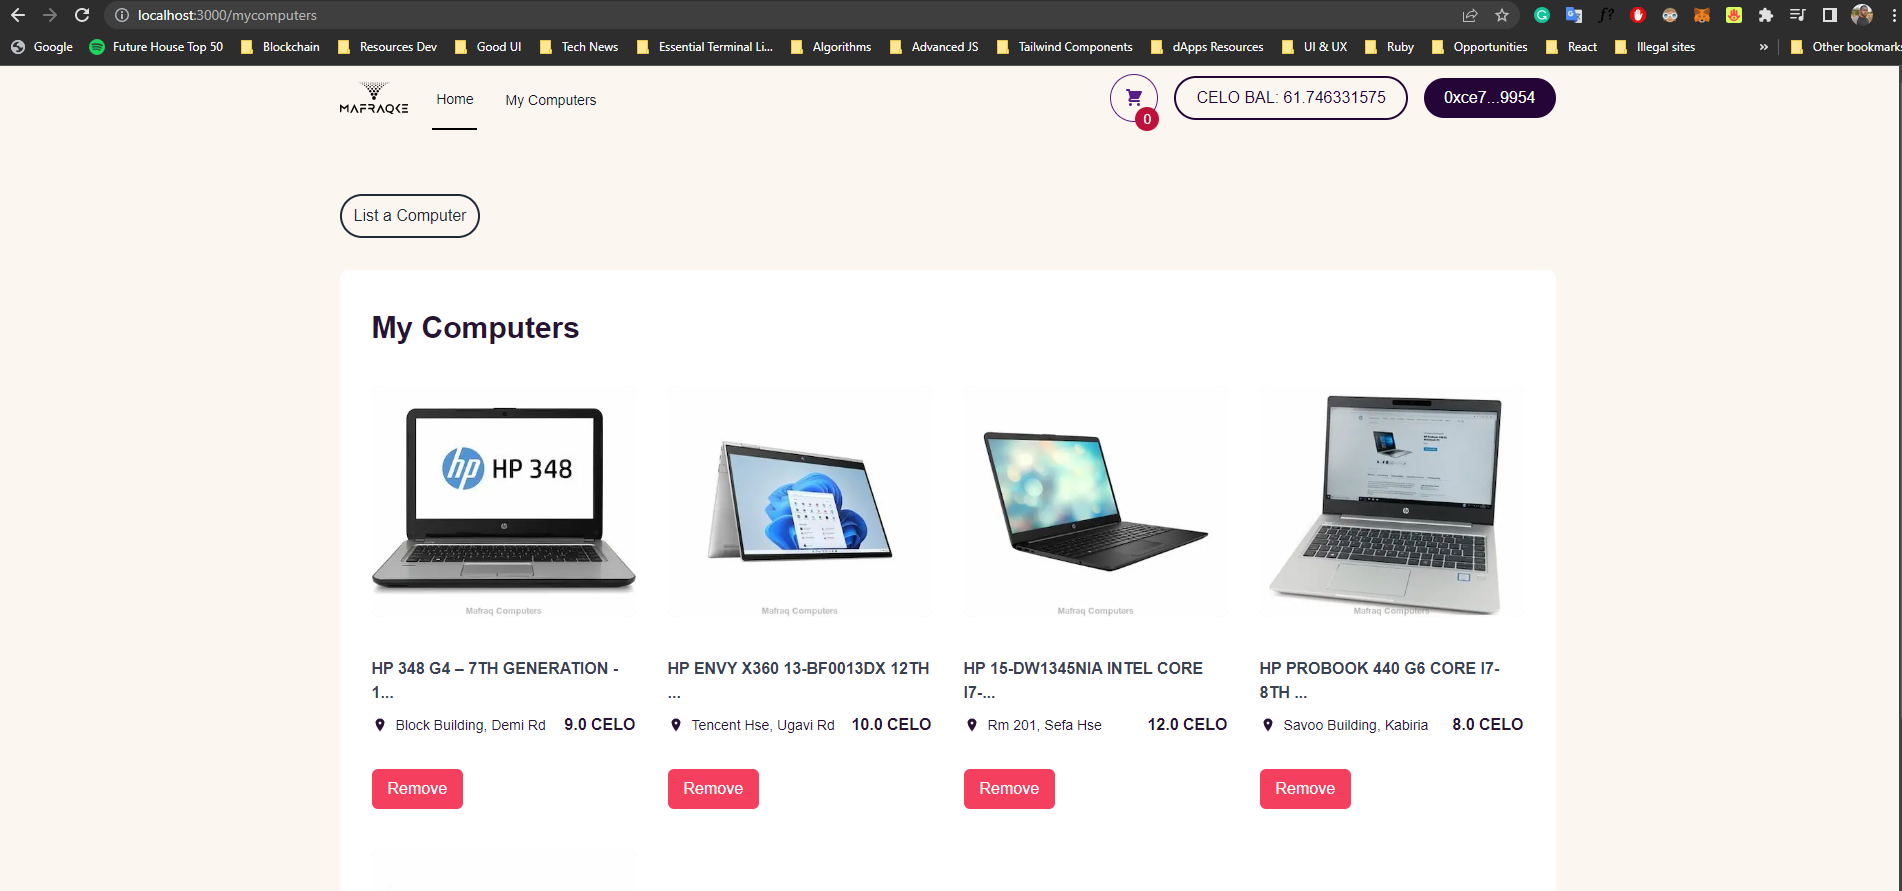 localhost:3000/mycomputers
Google Future House Top 50 Blockchain Resources Dev Good UI Tech News Essential Terminal Li... Algorithms Advanced JS Tailwind Components dApps Resources UI & UX Ruby Opportunities React Illegal sites » Other bookmarks
MAFRAQKE Home My Computers CELO BAL: 61.746331575 0xce7...9954
0
List a Computer
My Computers
hp HP 348
Mafraq Computers Mafraq Computers Mafraq Computers Mafraq Computers
HP 348 G4 – 7TH GENERATION -
1...
Block Building, Demi Rd 9.0 CELO
Remove
HP ENVY X360 13-BF0013DX 12TH
...
Tencent Hse, Ugavi Rd 10.0 CELO
Remove
HP 15-DW1345NIA INTEL CORE
I7-...
Rm 201, Sefa Hse 12.0 CELO
Remove
HP PROBOOK 440 G6 CORE I7-
8TH ...
Savoo Building, Kabiria 8.0 CELO
Remove